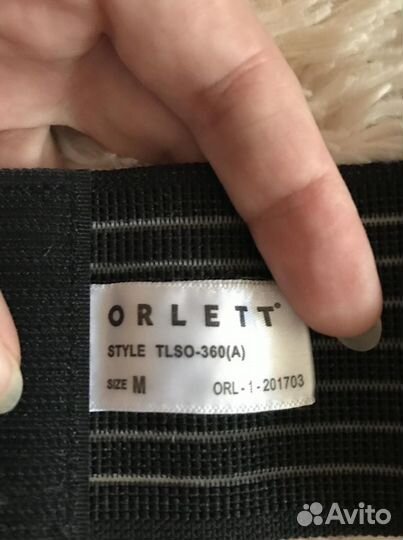 ORLETT®
STYLE TLSO-360(A)
SIZE M ORL-1-201703
Avito